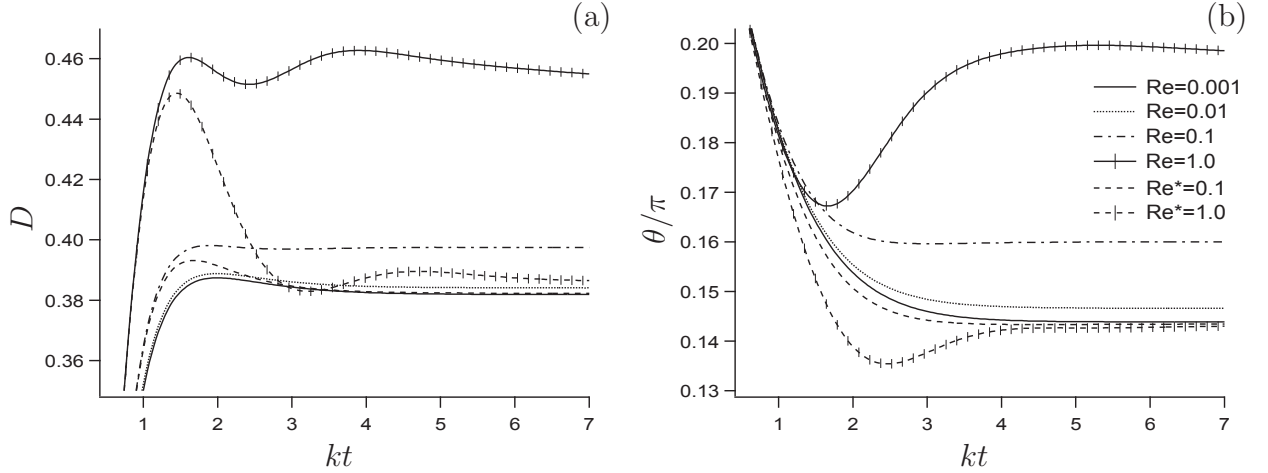 (a)
0.46
0.44
0.42
0.40
0.38
0.36
D
1 2 3 4 5 6 7
kt
(b)
0.20
0.19
0.18
0.17
0.16
0.15
0.14
0.13
θ/π
Re=0.001
Re=0.01
Re=0.1
Re=1.0
Re*=0.1
Re*=1.0
1 2 3 4 5 6 7
kt